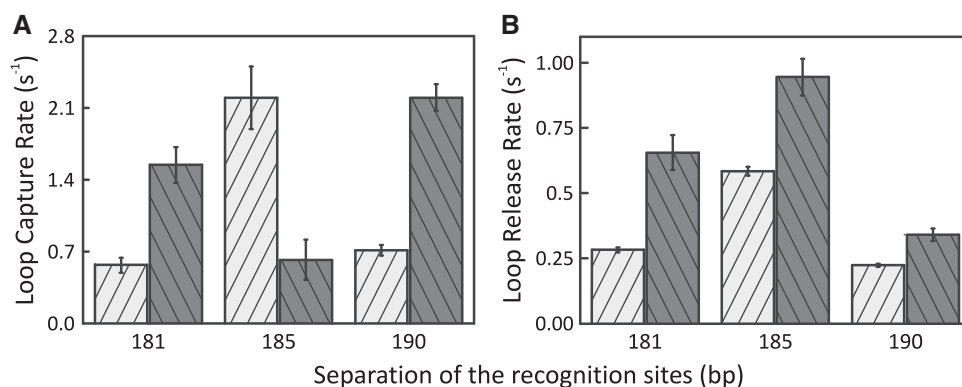 A
B
Loop Capture Rate (s⁻¹)
2.8
2.1
1.4
0.7
0.0
181 185 190
Loop Release Rate (s⁻¹)
1.00
0.75
0.50
0.25
0.00
181 185 190
Separation of the recognition sites (bp)